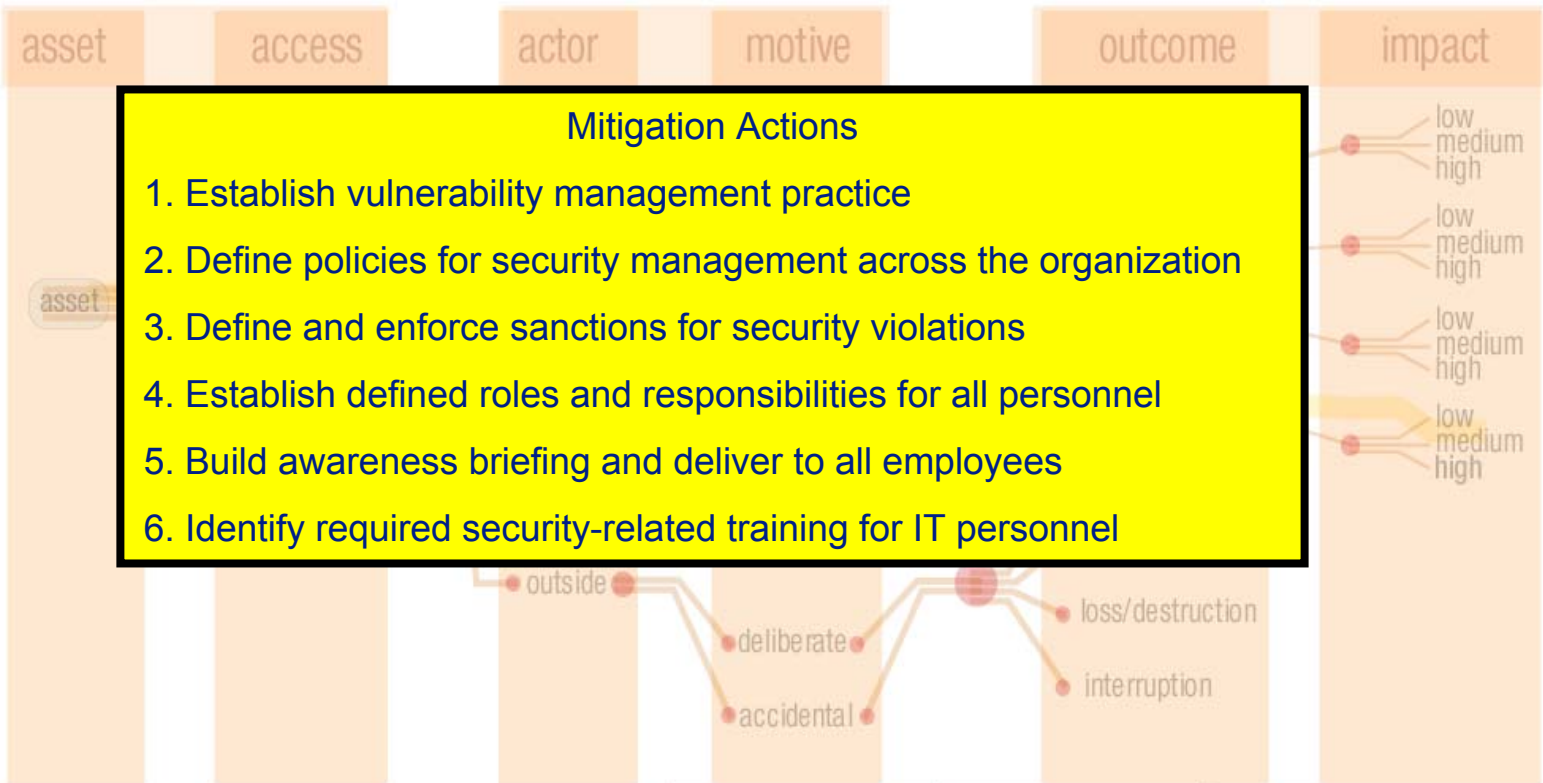 asset access actor motive outcome impact
Mitigation Actions
1. Establish vulnerability management practice
2. Define policies for security management across the organization
3. Define and enforce sanctions for security violations
4. Establish defined roles and responsibilities for all personnel
5. Build awareness briefing and deliver to all employees
6. Identify required security-related training for IT personnel
asset
low
medium
high
low
medium
high
low
medium
high
low
medium
high
outside
deliberate
accidental
loss/destruction
interruption